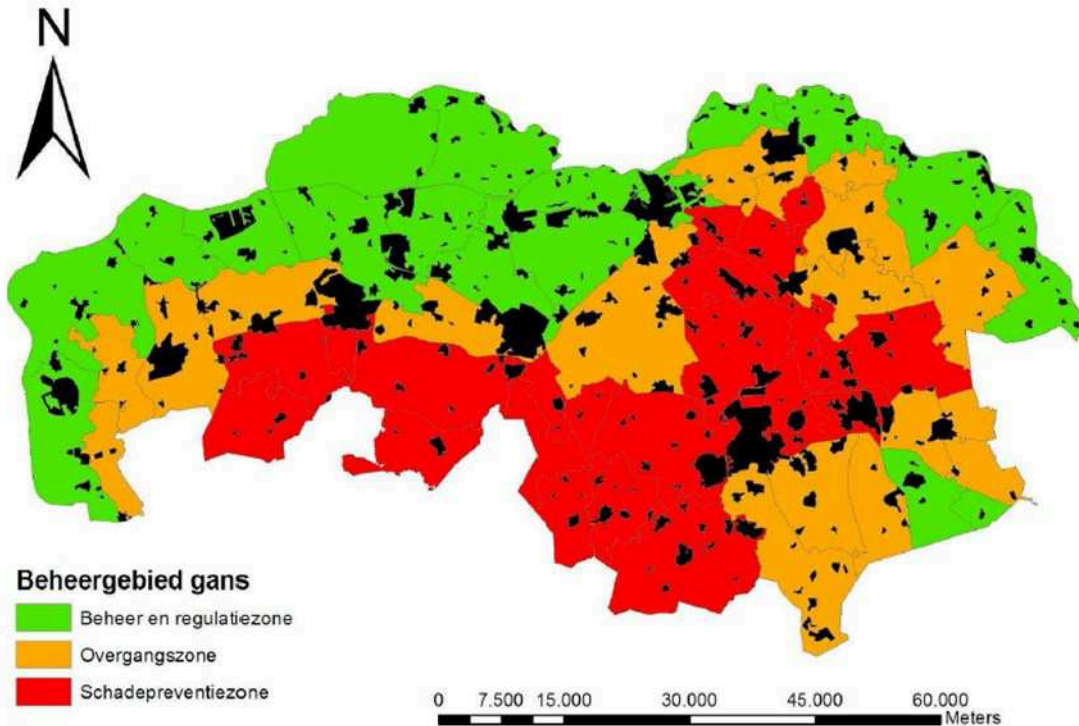 N
Beheergebied gans
Beheer en regulatiezone
Overgangszone
Schadepreventiezone
0 7.500 15.000 30.000 45.000 60.000
Meters